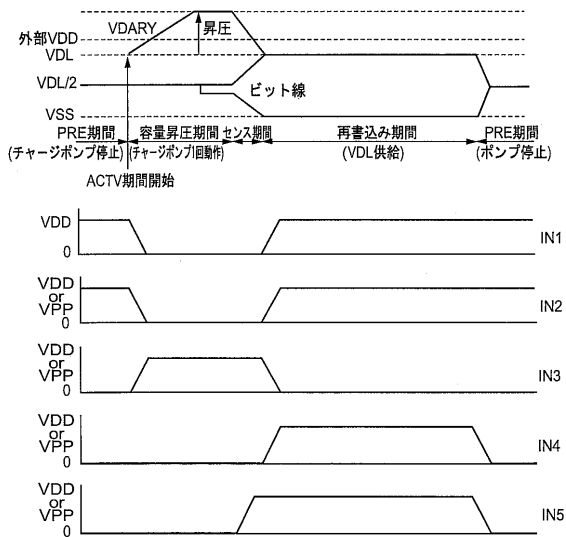 外部VDD
VDARY
昇圧
VDL
VDL/2
ビット線
VSS
PRE期間
容量昇圧期間
センス期間
再書込み期間
PRE期間
(チャージポンプ停止)
(チャージポンプ1回動作)
(VDL供給)
(ポンプ停止)
ACTV期間開始
VDD
0
IN1
VDD
or
VPP
0
IN2
VDD
or
VPP
0
IN3
VDD
or
VPP
0
IN4
VDD
or
VPP
0
IN5